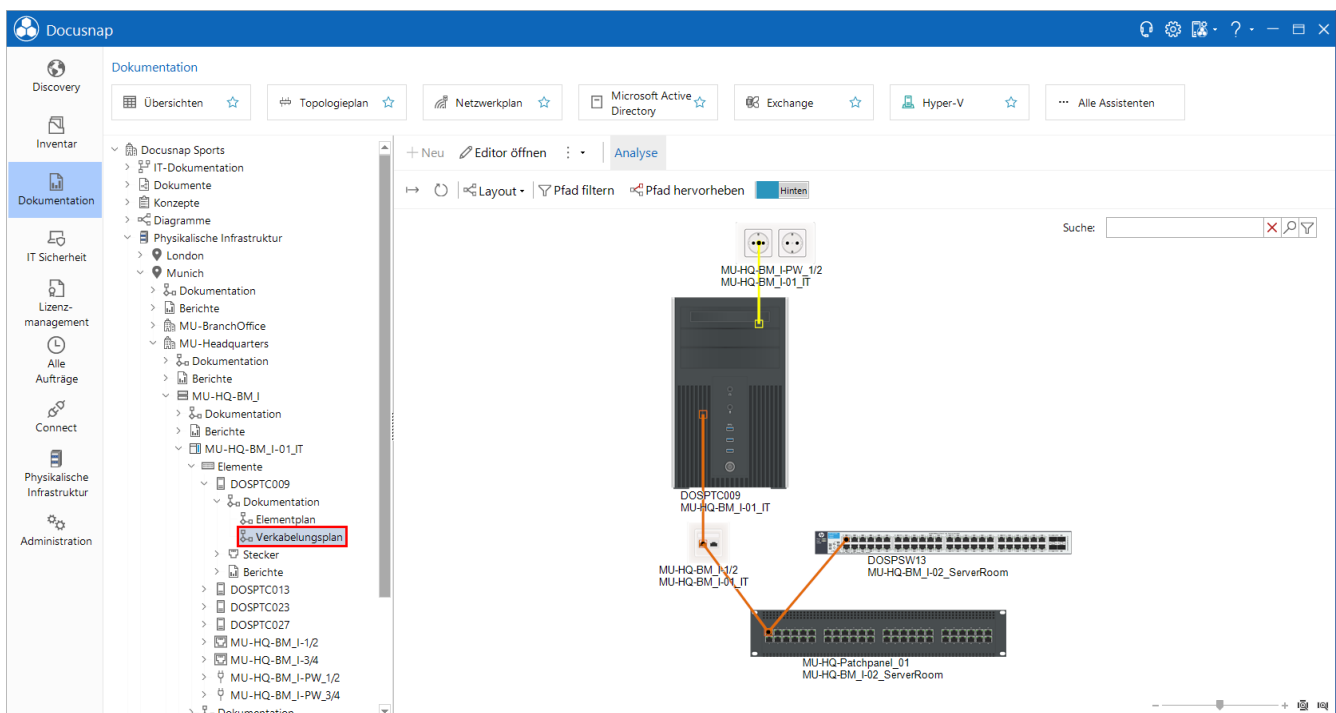 Docusnap
Discovery
Inventar
Dokumentation
IT Sicherheit
Lizenz-
management
Alle
Aufträge
Connect
Physikalische
Infrastruktur
Administration
Dokumentation
Übersichten
Topologieplan
Netzwerkplan
Microsoft Active
Directory
Exchange
Hyper-V
Alle Assistenten
Docusnap Sports
IT-Dokumentation
Dokumente
Konzepte
Diagramme
Physikalische Infrastruktur
London
Munich
Dokumentation
Berichte
MU-BranchOffice
MU-Headquarters
Dokumentation
Berichte
MU-HQ-BM_I
Dokumentation
Berichte
MU-HQ-BM_I-01_IT
Elemente
DOSPTC009
Dokumentation
Elementplan
Verkabelungsplan
Stecker
Berichte
DOSPTC013
DOSPTC023
DOSPTC027
MU-HQ-BM_I-1/2
MU-HQ-BM_I-3/4
MU-HQ-BM_I-PW_1/2
MU-HQ-BM_I-PW_3/4
Dokumentation
Neu
Editor öffnen
Analyse
Layout
Pfad filtern
Pfad hervorheben
Hinten
Suche:
MU-HQ-BM_I-PW_1/2
MU-HQ-BM_I-01_IT
DOSPTC009
MU-HQ-BM_I-01_IT
MU-HQ-BM_I-1/2
MU-HQ-BM_I-01_IT
DOSPSW13
MU-HQ-BM_I-02_ServerRoom
MU-HQ-Patchpanel_01
MU-HQ-BM_I-02_ServerRoom